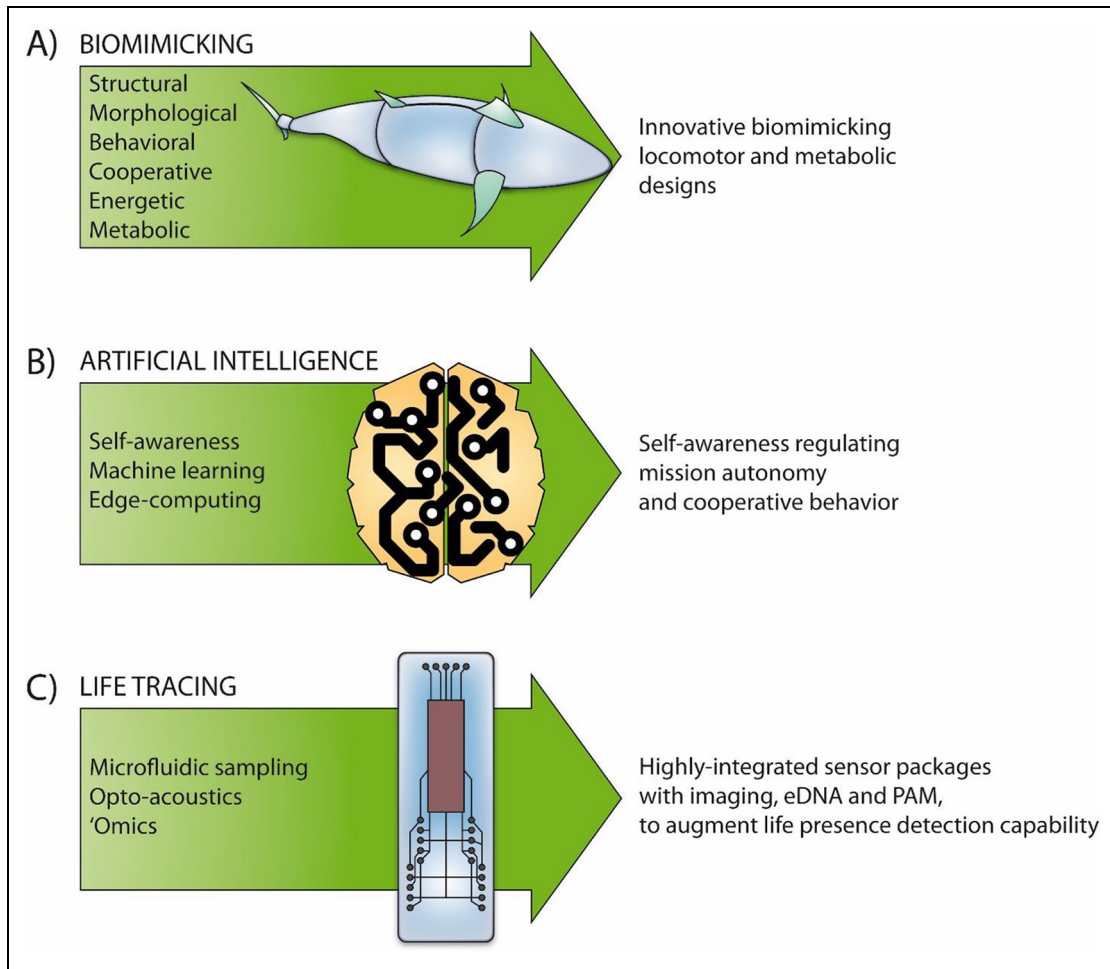 A) BIOMIMICKING
Structural
Morphological
Behavioral
Cooperative
Energetic
Metabolic
Innovative biomimicking
locomotor and metabolic
designs
B) ARTIFICIAL INTELLIGENCE
Self-awareness
Machine learning
Edge-computing
Self-awareness regulating
mission autonomy
and cooperative behavior
C) LIFE TRACING
Microfluidic sampling
Opto-acoustics
‘Omics
Highly-integrated sensor packages
with imaging, eDNA and PAM,
to augment life presence detection capability